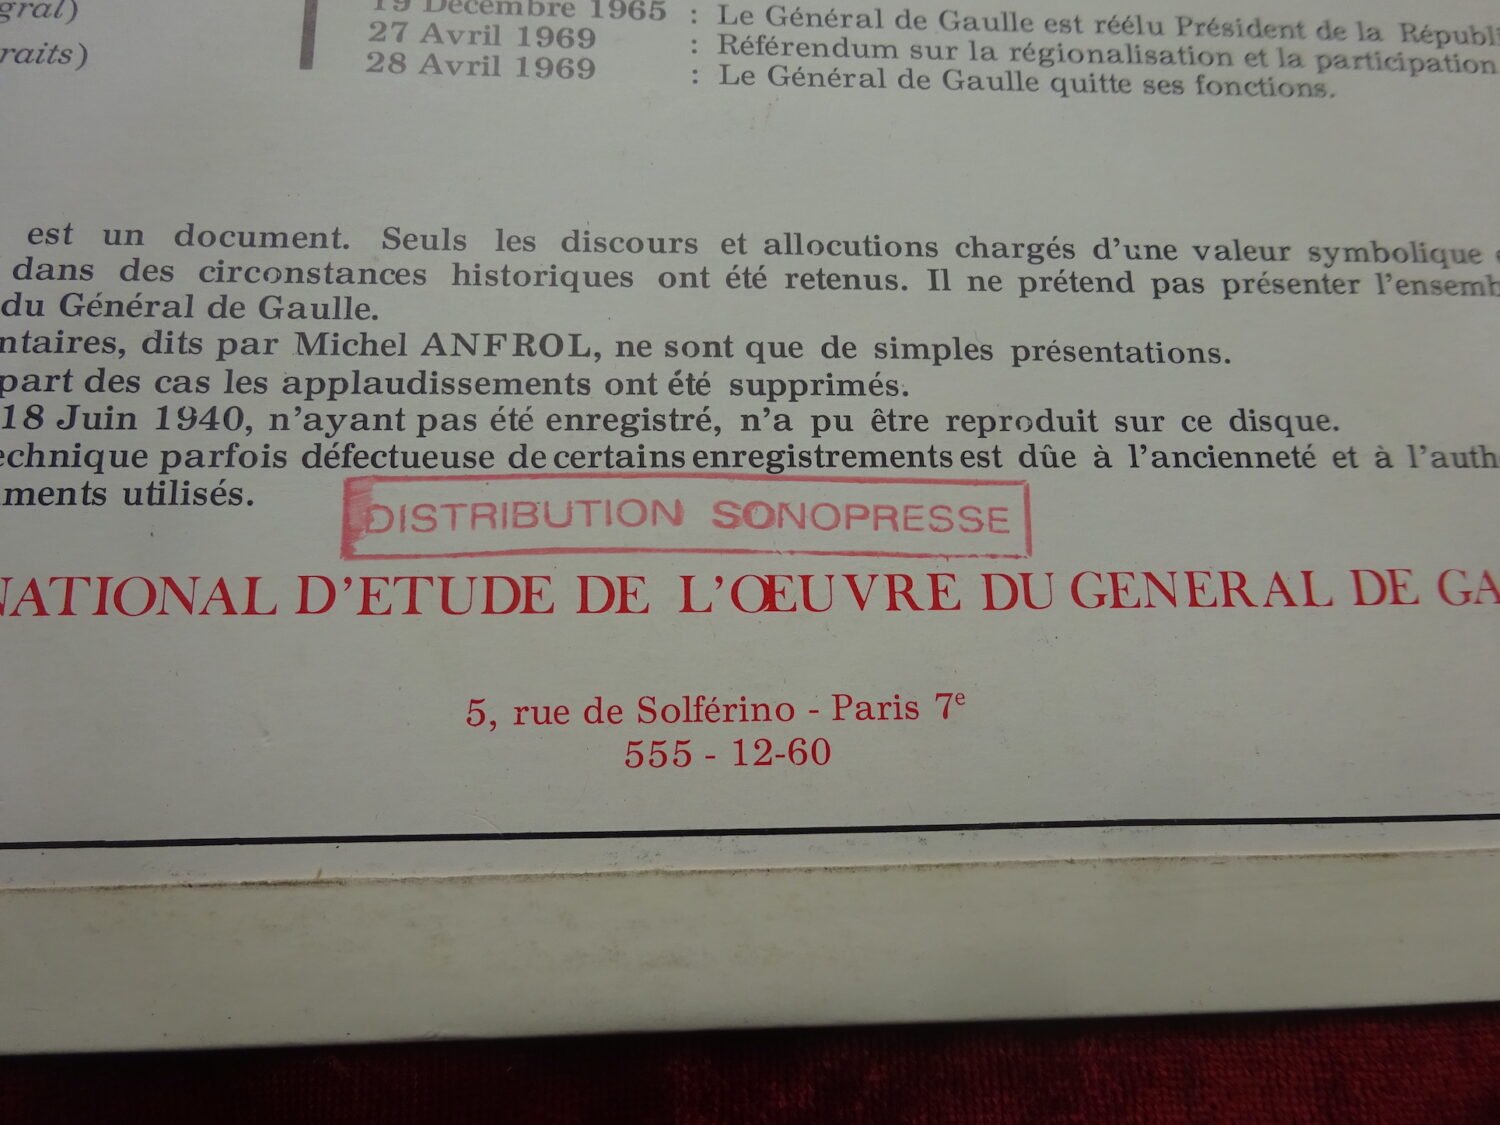 gral)
raits)
19 Décembre 1965 : Le Général de Gaulle est réélu Président de la Républi
27 Avril 1969 : Référendum sur la régionalisation et la participation.
28 Avril 1969 : Le Général de Gaulle quitte ses fonctions.
est un document. Seuls les discours et allocutions chargés d'une valeur symbolique
dans des circonstances historiques ont été retenus. Il ne prétend pas présenter l'ensemb
du Général de Gaulle.
ntaires, dits par Michel ANFROL, ne sont que de simples présentations.
part des cas les applaudissements ont été supprimés.
18 Juin 1940, n'ayant pas été enregistré, n'a pu être reproduit sur ce disque.
echnique parfois défectueuse de certains enregistrements est dûe à l'ancienneté et à l'auth
ments utilisés.
DISTRIBUTION SONOPRESSE
NATIONAL D'ETUDE DE L'ŒUVRE DU GENERAL DE GA
5, rue de Solférino - Paris 7e
555 - 12-60